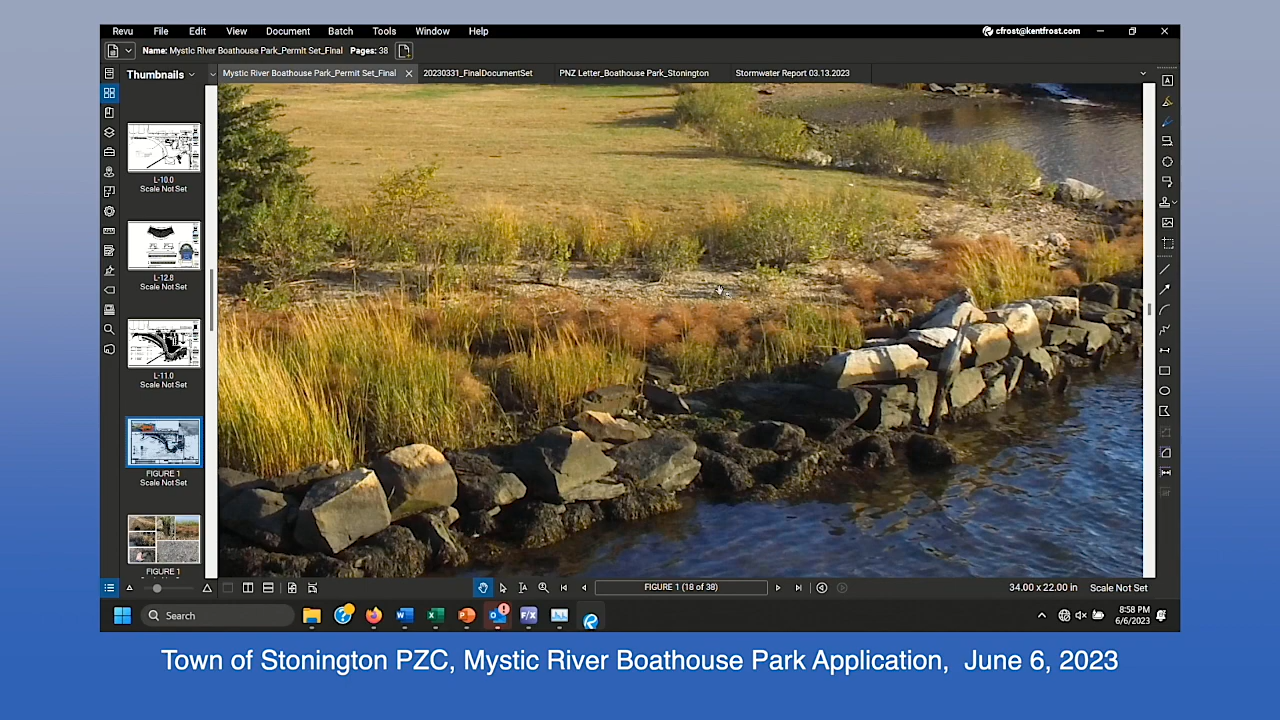 Revu File Edit View Document Batch Tools Window Help cfrost@kentfrost.com
Name: Mystic River Boathouse Park_Permit Set_Final Pages: 38
Thumbnails Mystic River Boathouse Park_Permit Set_Final 20230331_FinalDocumentSet PNZ Letter_Boathouse Park_Stonington Stormwater Report 03.13.2023
L-10.0
Scale Not Set
L-12.8
Scale Not Set
L-11.0
Scale Not Set
FIGURE 1
Scale Not Set
FIGURE 1
FIGURE 1 (18 of 38) 34.00 x 22.00 in Scale Not Set
Search F/X 8:58 PM
6/6/2023
Town of Stonington PZC, Mystic River Boathouse Park Application, June 6, 2023